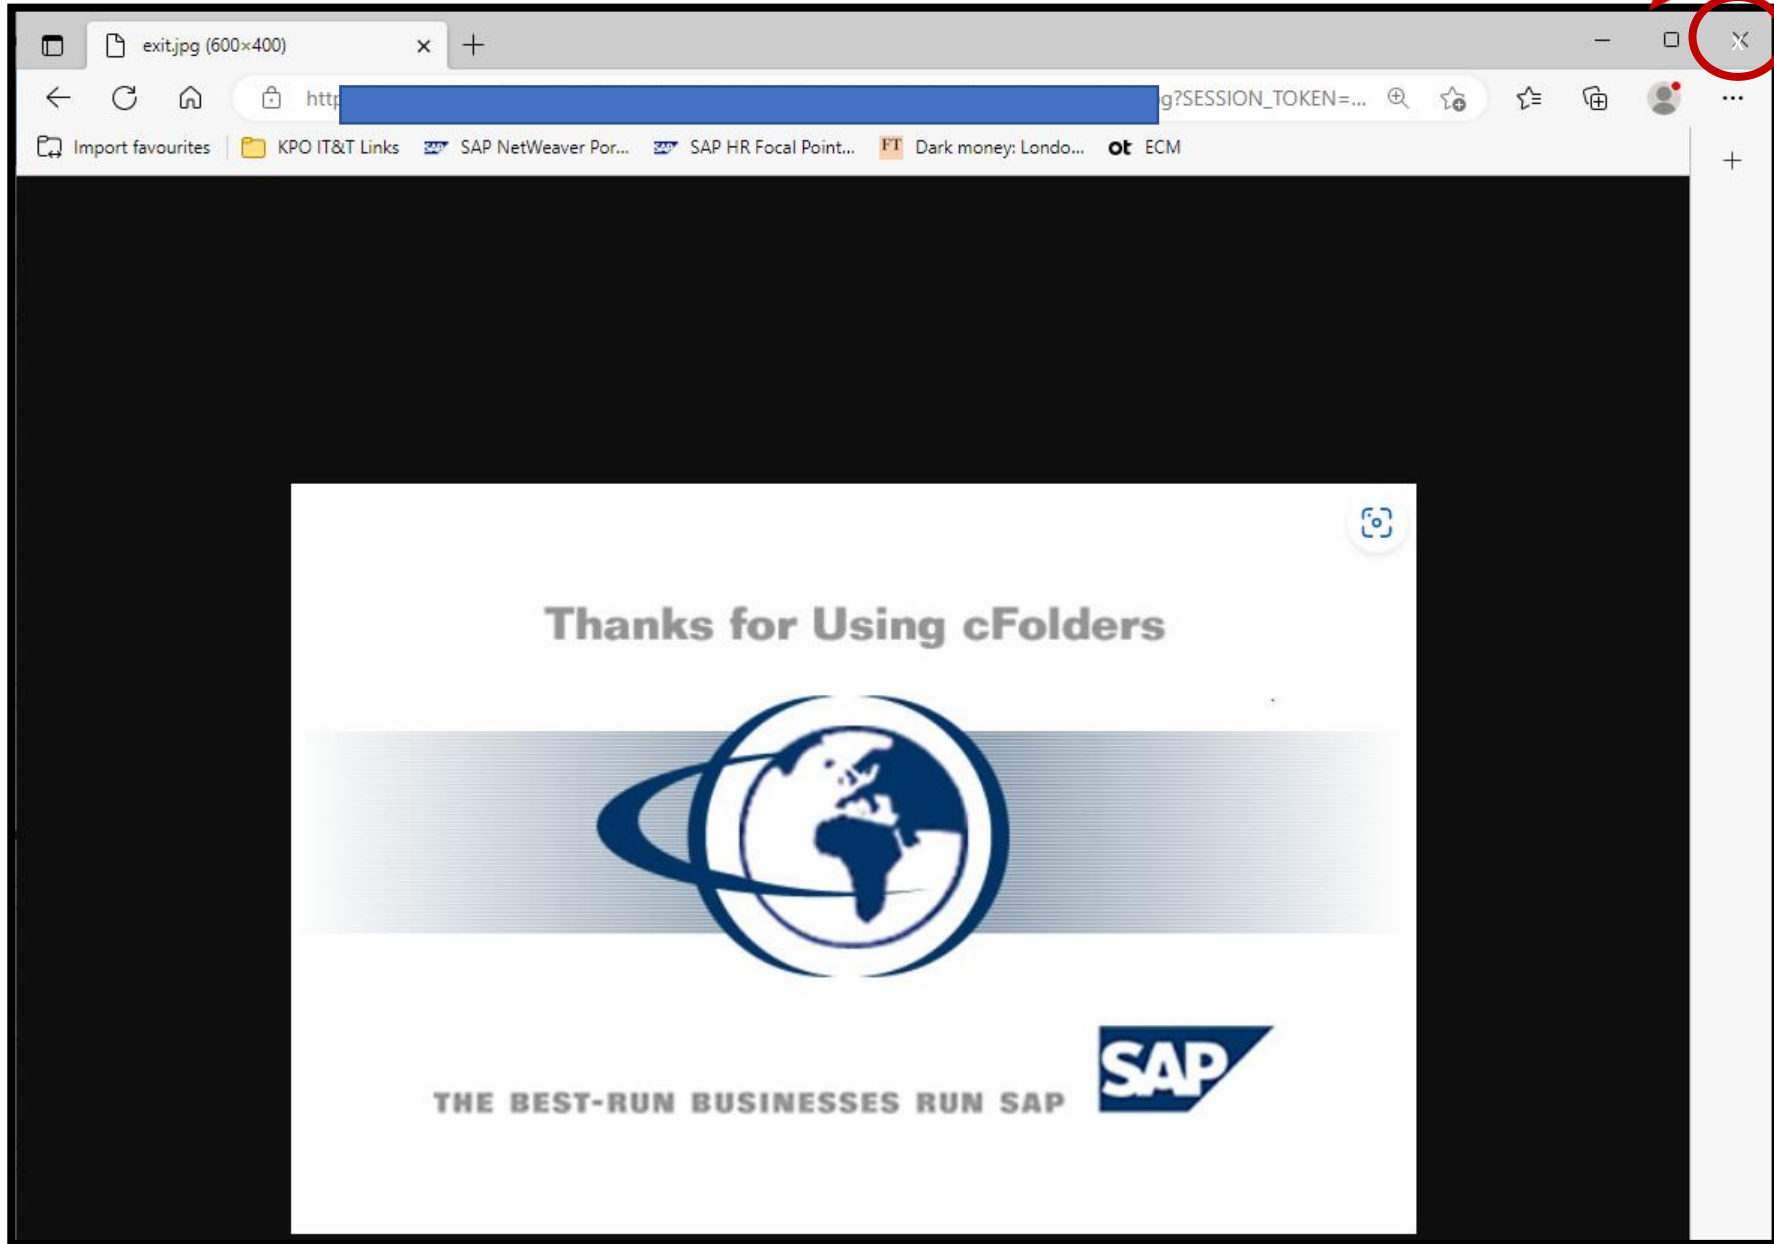 exit.jpg (600×400)
http
g?SESSION_TOKEN=...
Import favourites KPO IT&T Links SAP NetWeaver Por... SAP HR Focal Point... FT Dark money: Londo... ot ECM
Thanks for Using cFolders
SAP
THE BEST-RUN BUSINESSES RUN SAP